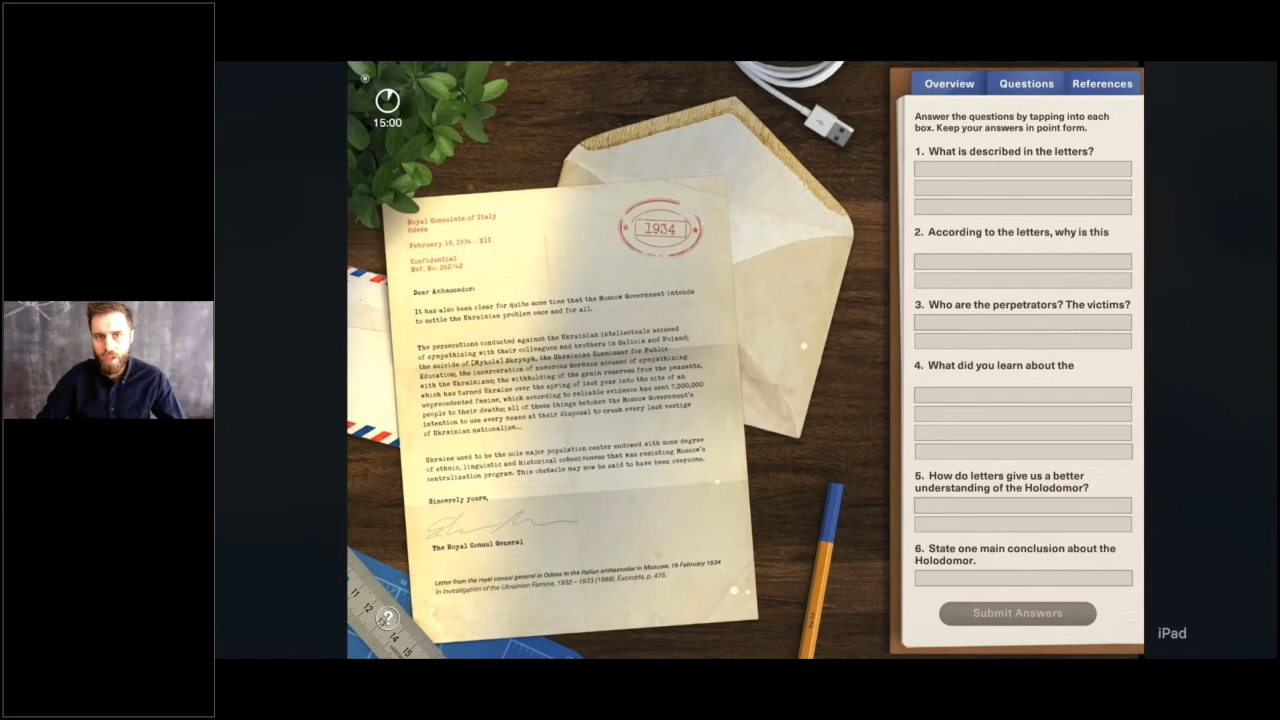 15:00
Royal Consulate of Italy
Odesa
February 19, 1934 - XII
Confidential
Ref. No. 262/42
1934
Dear Ambassador:
It has also been clear for quite some time that the Moscow Government intends
to settle the Ukrainian problem once and for all.
The persecutions conducted against the Ukrainian intellectuals accused
of sympathizing with their colleagues and brothers in Galicia and Poland;
the suicide of [Mykola] Skrynyk, the Ukrainian Commissar for Public
Education; the incarceration of numerous Germans accused of sympathizing
with the Ukrainians; the withholding of the grain reserves from the peasants,
which has turned Ukraine over the spring of last year into the site of an
unprecedented famine, which according to reliable evidence has sent 7,000,000
people to their deaths; all of these things betoken the Moscow Government's
intention to use every means at their disposal to crush every last vestige
of Ukrainian nationalism...
Ukraine used to be the sole major population center endowed with some degree
of ethnic, linguistic and historical cohesiveness that was resisting Moscow's
centralization program. This obstacle may now be said to have been overcome.
Sincerely yours,
The Royal Consul General
Letter from the royal consul general in Odesa to the Italian ambassador in Moscow, 19 February 1934
In Investigation of the Ukrainian Famine, 1932 – 1933 (1988). Excerpts, p. 475.
11 12 13 14 15
?
Overview Questions References
Answer the questions by tapping into each
box. Keep your answers in point form.
1. What is described in the letters?
2. According to the letters, why is this
3. Who are the perpetrators? The victims?
4. What did you learn about the
5. How do letters give us a better
understanding of the Holodomor?
6. State one main conclusion about the
Holodomor.
Submit Answers
iPad